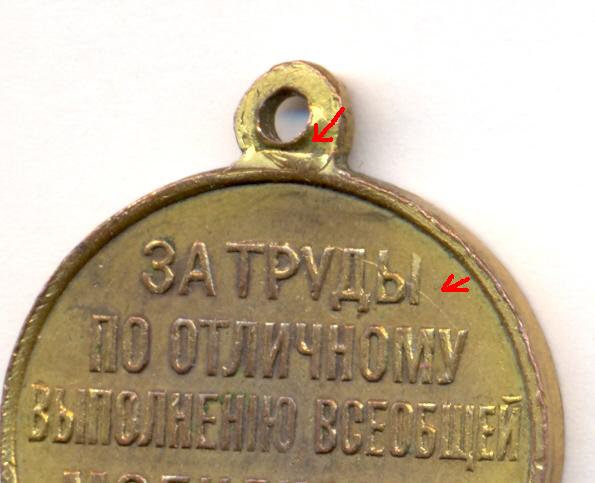 ЗА ТРУДЫ
ПО ОТЛИЧНОМУ
ВЫПОЛНЕНІЮ ВСЕОБЩЕЙ